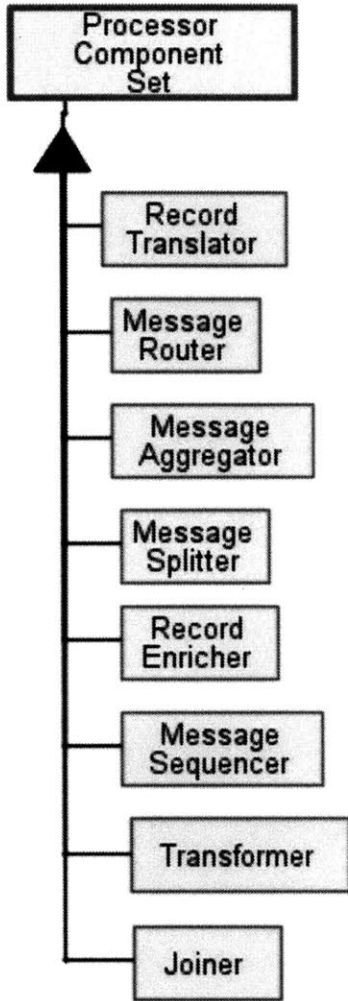 Processor
Component
Set
Record
Translator
Message
Router
Message
Aggregator
Message
Splitter
Record
Enricher
Message
Sequencer
Transformer
Joiner